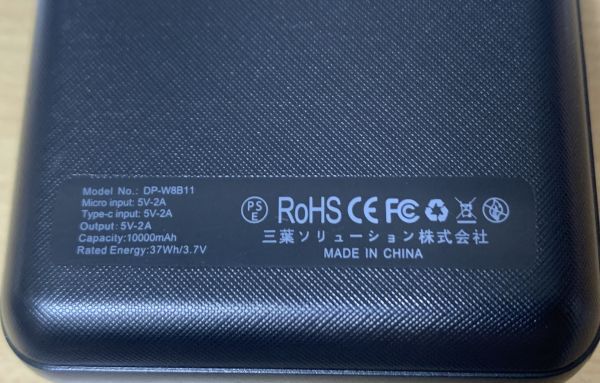 Model No.: DP-W8B11
Micro input: 5V-2A
Type-c input: 5V-2A
Output: 5V-2A
Capacity:10000mAh
Rated Energy:37Wh/3.7V
PSE RoHS CE FC
三葉ソリューション株式会社
MADE IN CHINA